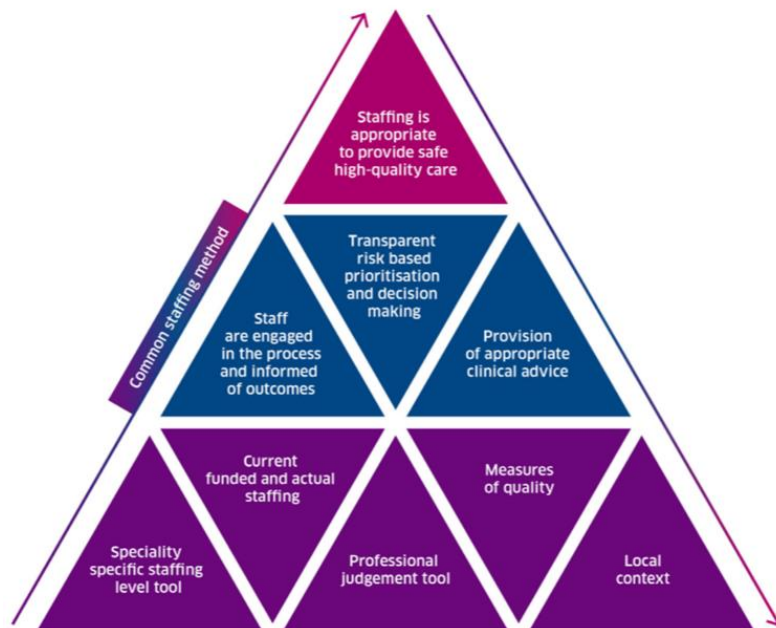 Staffing is
appropriate
to provide safe
high-quality care
Common staffing method
Staff
are engaged
in the process
and informed
of outcomes
Transparent
risk based
prioritisation
and decision
making
Provision
of appropriate
clinical advice
Speciality
specific staffing
level tool
Current
funded and actual
staffing
Professional
judgement tool
Measures
of quality
Local
context